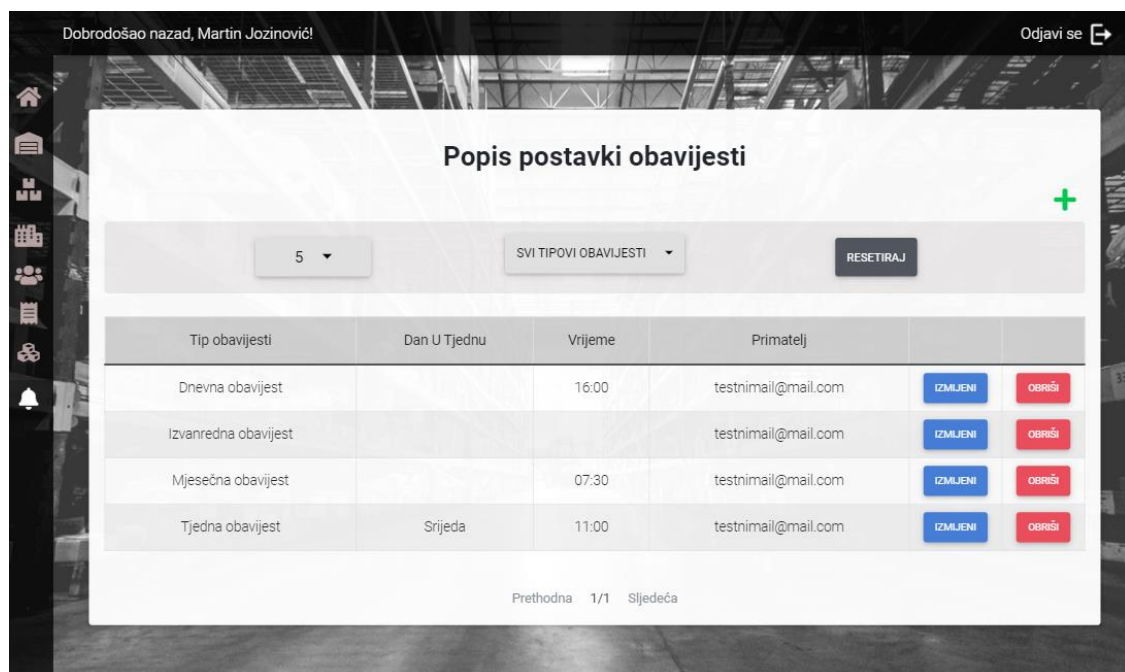 Dobrodošao nazad, Martin Jozinović!
Odjavi se
Popis postavki obavijesti
5
SVI TIPOVI OBAVIJESTI
RESETIRAJ
Tip obavijesti Dan U Tjednu Vrijeme Primatelj
Dnevna obavijest 16:00 testnimail@mail.com IZMIJENI OBRIŠI
Izvanredna obavijest testnimail@mail.com IZMIJENI OBRIŠI
Mjesečna obavijest 07:30 testnimail@mail.com IZMIJENI OBRIŠI
Tjedna obavijest Srijeda 11:00 testnimail@mail.com IZMIJENI OBRIŠI
Prethodna 1/1 Sljedeća